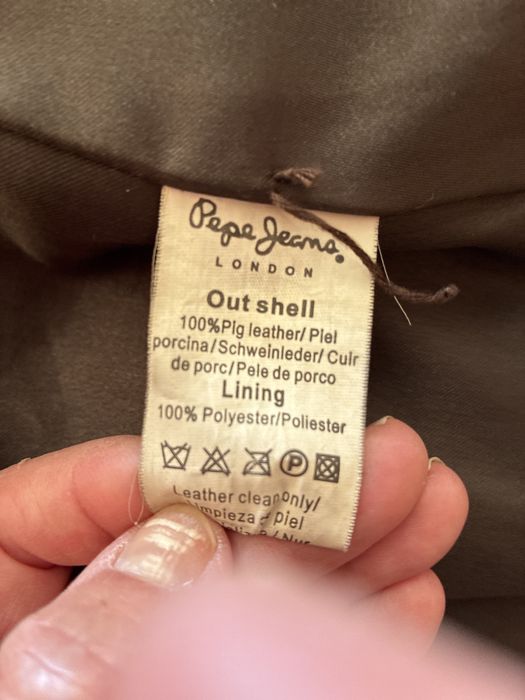 Pepe Jeans
LONDON
Out shell
100%Pig leather/ Piel
porcina/Schweinleder/ Cuir
de porc/Pele de porco
Lining
100% Polyester/Poliester
P
Leather clean only/
piel